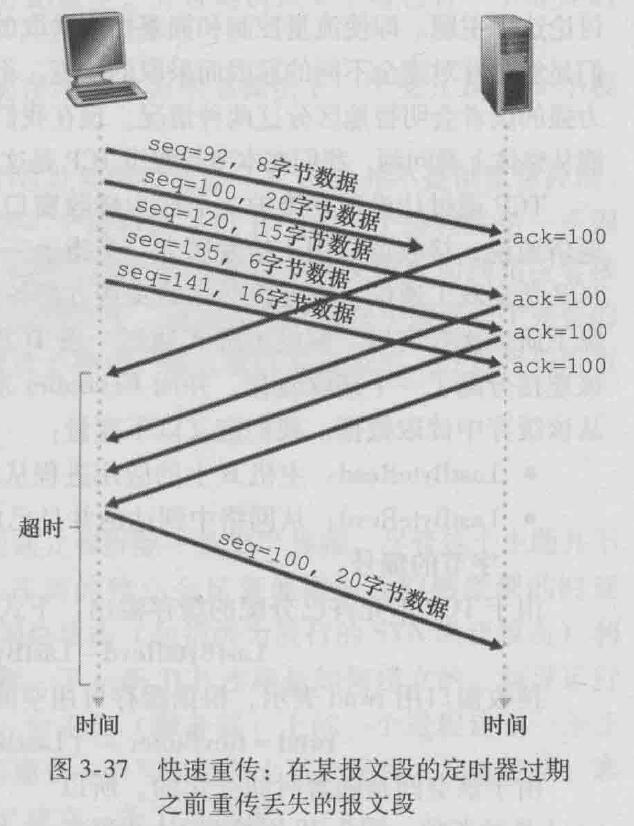 seq=92, 8字节数据
seq=100, 20字节数据
seq=120, 15字节数据
seq=135, 6字节数据
seq=141, 16字节数据
ack=100
ack=100
ack=100
ack=100
超时
seq=100, 20字节数据
时间
时间
图 3-37 快速重传：在某报文段的定时器过期
之前重传丢失的报文段